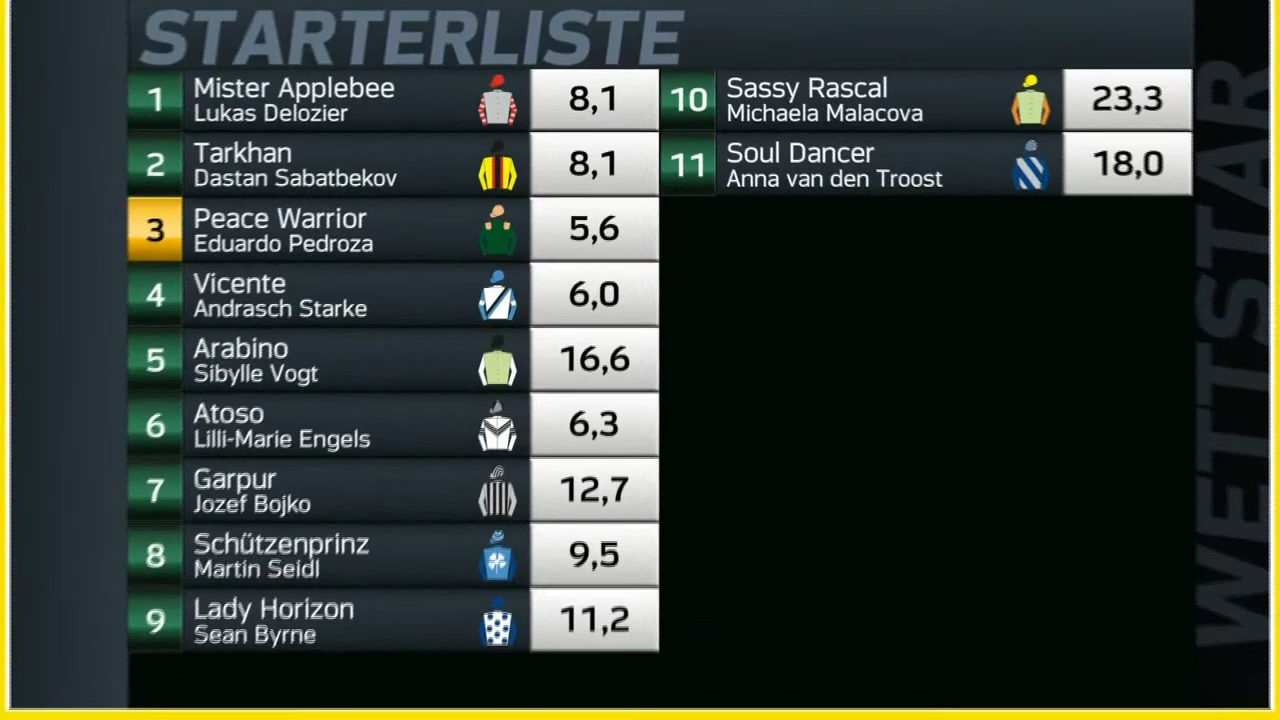 STARTERLISTE
1
Mister Applebee
Lukas Delozier
8,1
2
Tarkhan
Dastan Sabatbekov
8,1
3
Peace Warrior
Eduardo Pedroza
5,6
4
Vicente
Andrasch Starke
6,0
5
Arabino
Sibylle Vogt
16,6
6
Atoso
Lilli-Marie Engels
6,3
7
Garpur
Jozef Bojko
12,7
8
Schützenprinz
Martin Seidl
9,5
9
Lady Horizon
Sean Byrne
11,2
10
Sassy Rascal
Michaela Malacova
23,3
11
Soul Dancer
Anna van den Troost
18,0
WETTSTAR